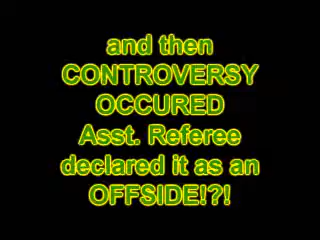 and then
CONTROVERSY
OCCURED
Asst. Referee
declared it as an
OFFSIDE!?!